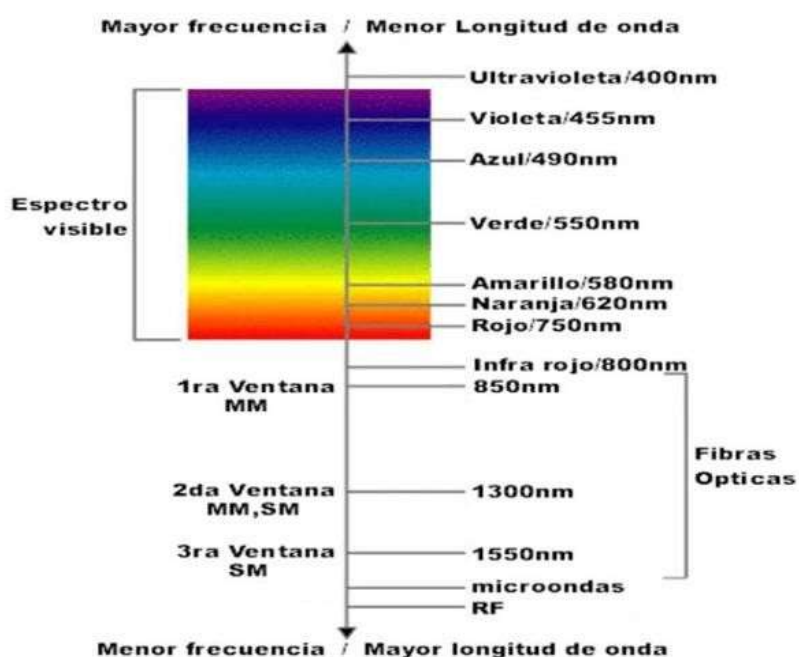 Mayor frecuencia / Menor Longitud de onda
Ultravioleta/400nm
Violeta/455nm
Azul/490nm
Espectro
visible
Verde/550nm
Amarillo/580nm
Naranja/620nm
Rojo/750nm
Infra rojo/800nm
1ra Ventana
MM
850nm
Fibras
Opticas
2da Ventana
MM,SM
1300nm
3ra Ventana
SM
1550nm
microondas
RF
Menor frecuencia / Mayor longitud de onda